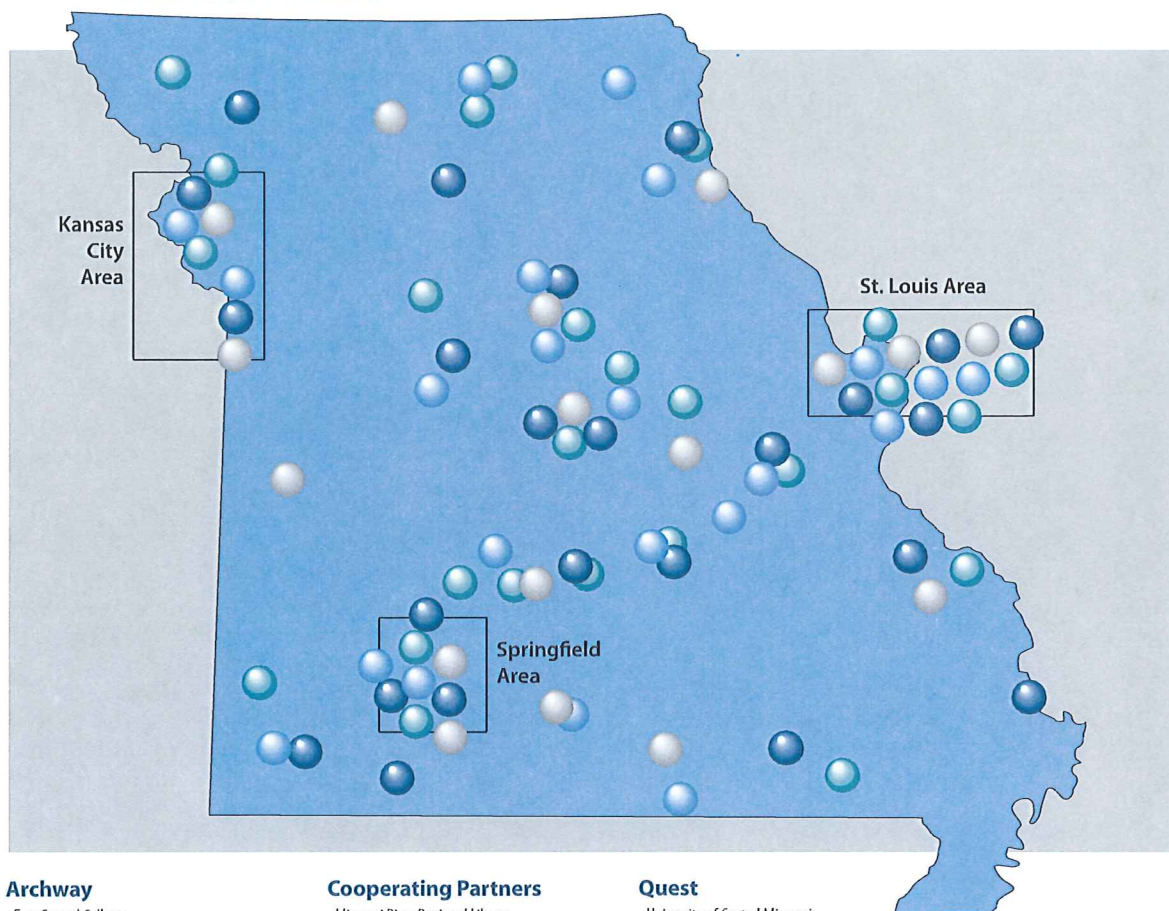 Kansas
City
Area
St. Louis Area
Springfield
Area
Archway
Cooperating Partners
Quest